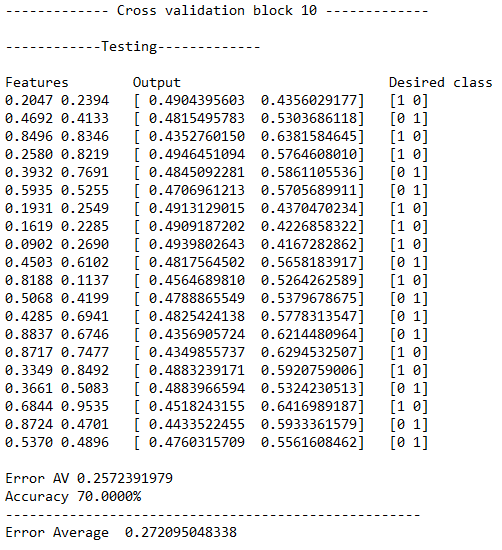 ------------- Cross validation block 10 -------------
------------Testing-------------
Features Output Desired class
0.2047 0.2394 [ 0.4904395603 0.4356029177] [1 0]
0.4692 0.4133 [ 0.4815495783 0.5303686118] [0 1]
0.8496 0.8346 [ 0.4352760150 0.6381584645] [1 0]
0.2580 0.8219 [ 0.4946451094 0.5764608010] [1 0]
0.3932 0.7691 [ 0.4845092281 0.5861105536] [0 1]
0.5935 0.5255 [ 0.4706961213 0.5705689911] [0 1]
0.1931 0.2549 [ 0.4913129015 0.4370470234] [1 0]
0.1619 0.2285 [ 0.4909187202 0.4226858322] [1 0]
0.0902 0.2690 [ 0.4939802643 0.4167282862] [1 0]
0.4503 0.6102 [ 0.4817564502 0.5658183917] [0 1]
0.8188 0.1137 [ 0.4564689810 0.5264262589] [1 0]
0.5068 0.4199 [ 0.4788865549 0.5379678675] [0 1]
0.4285 0.6941 [ 0.4825424138 0.5778313547] [0 1]
0.8837 0.6746 [ 0.4356905724 0.6214480964] [1 0]
0.8717 0.7477 [ 0.4349855737 0.6294532507] [1 0]
0.3349 0.8492 [ 0.4883239171 0.5920759006] [0 1]
0.3661 0.5083 [ 0.4883966594 0.5324230513] [0 1]
0.6844 0.9535 [ 0.4518243155 0.6416989187] [1 0]
0.8724 0.4701 [ 0.4433522455 0.5933361579] [0 1]
0.5370 0.4896 [ 0.4760315709 0.5561608462] [0 1]
Error AV 0.2572391979
Accuracy 70.0000%
----------------------------------------------------
Error Average 0.272095048338